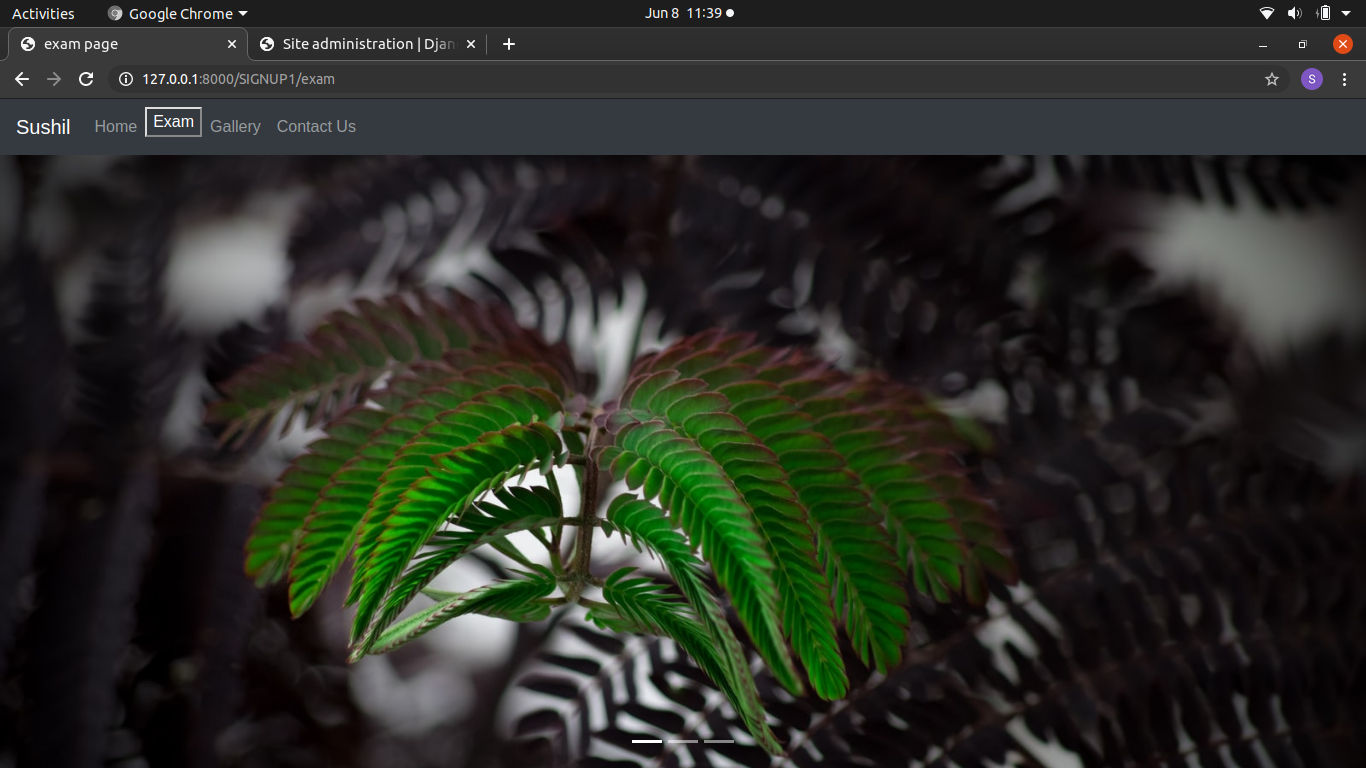 Activities Google Chrome Jun 8 11:39
exam page Site administration | Djan
127.0.0.1:8000/SIGNUP1/exam S
Sushil Home Exam Gallery Contact Us